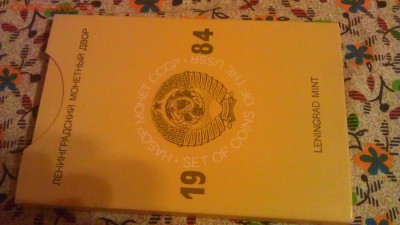 ЛЕНИНГРАДСКИЙ МОНЕТНЫЙ ДВОР
НАБОР МОНЕТ СССР · SET OF COINS OF THE USSR ·
19 84
LENINGRAD MINT